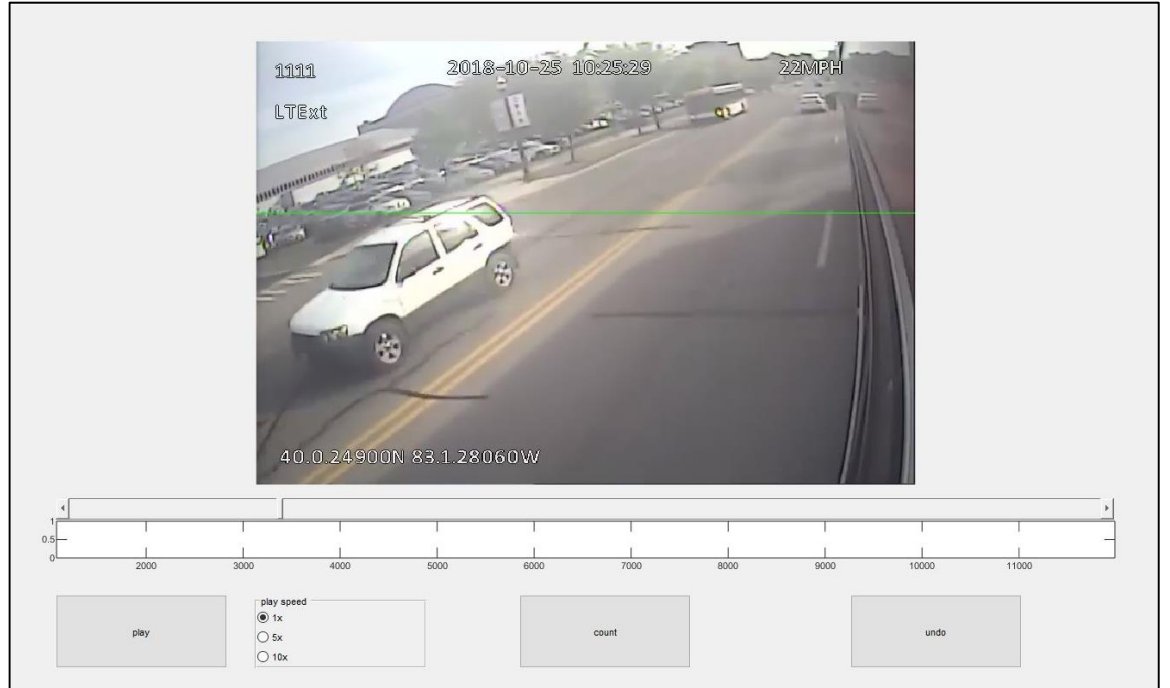 1111 2018-10-25 10:25:29 22MPH
LTExt
40.0.24900N 83.1.28060W
1
0.5
0
2000 3000 4000 5000 6000 7000 8000 9000 10000 11000
play
play speed
1x
5x
10x
count
undo